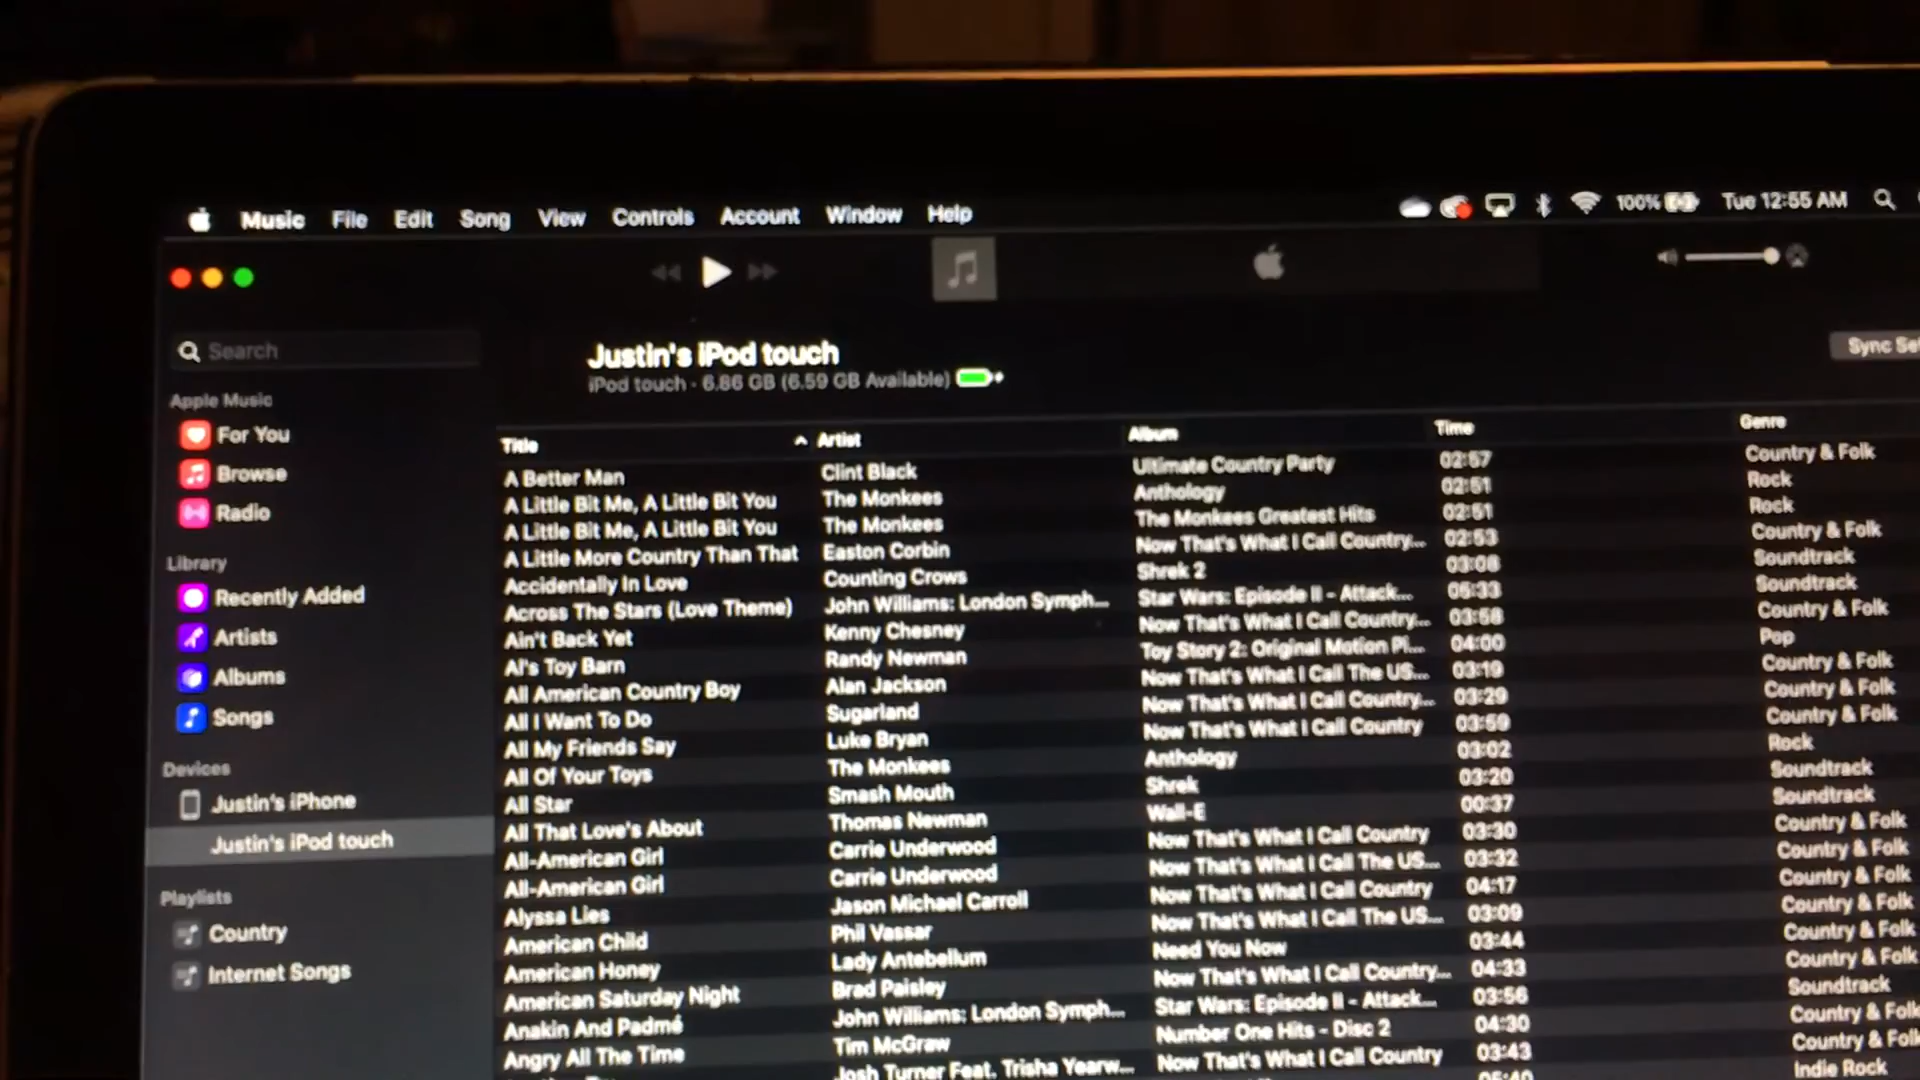 Music File Edit Song View Controls Account Window Help 100% Tue 12:55 AM
Search
Justin's iPod touch
iPod touch · 6.86 GB (6.59 GB Available)
Sync Se
Apple Music
For You
Browse
Radio
Library
Recently Added
Artists
Albums
Songs
Devices
Justin's iPhone
Justin's iPod touch
Playlists
Country
Internet Songs
Title Artist Album Time Genre
A Better Man Clint Black Ultimate Country Party 02:57 Country & Folk
A Little Bit Me, A Little Bit You The Monkees Anthology 02:51 Rock
A Little Bit Me, A Little Bit You The Monkees The Monkees Greatest Hits 02:51 Rock
A Little More Country Than That Easton Corbin Now That's What I Call Country... 02:53 Country & Folk
Accidentally In Love Counting Crows Shrek 2 03:08 Soundtrack
Across The Stars (Love Theme) John Williams: London Symph... Star Wars: Episode II - Attack... 05:33 Soundtrack
Ain't Back Yet Kenny Chesney Now That's What I Call Country... 03:58 Country & Folk
Al's Toy Barn Randy Newman Toy Story 2: Original Motion Pi... 04:00 Pop
All American Country Boy Alan Jackson Now That's What I Call The US... 03:19 Country & Folk
All I Want To Do Sugarland Now That's What I Call Country... 03:29 Country & Folk
All My Friends Say Luke Bryan Now That's What I Call Country 03:59 Country & Folk
All Of Your Toys The Monkees Anthology 03:02 Rock
All Star Smash Mouth Shrek 03:20 Soundtrack
All That Love's About Thomas Newman Wall-E 00:37 Soundtrack
All-American Girl Carrie Underwood Now That's What I Call Country 03:30 Country & Folk
All-American Girl Carrie Underwood Now That's What I Call The US... 03:32 Country & Folk
Alyssa Lies Jason Michael Carroll Now That's What I Call Country 04:17 Country & Folk
American Child Phil Vassar Now That's What I Call The US... 03:09 Country & Folk
American Honey Lady Antebellum Need You Now 03:44 Country & Folk
American Saturday Night Brad Paisley Now That's What I Call Country... 04:33 Country & Folk
Anakin And Padmé John Williams: London Symph... Star Wars: Episode II - Attack... 03:56 Soundtrack
Angry All The Time Tim McGraw Number One Hits - Disc 2 04:30 Country & Folk
Josh Turner Feat. Trisha Yearw... Now That's What I Call Country 03:43 Country & Folk
Indie Rock